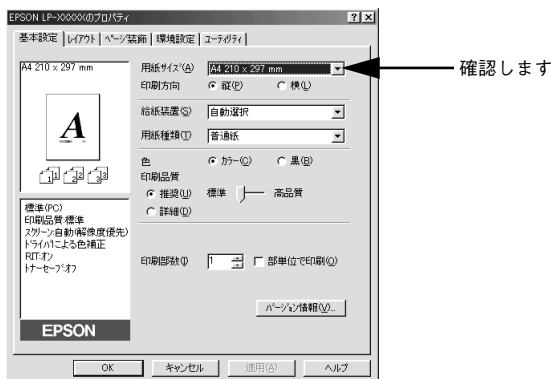 EPSON LP-XXXXXのプロパティ
基本設定 レイアウト ページ装飾 環境設定 ユーティリティ
A4 210 x 297 mm
用紙サイズ(A) A4 210 x 297 mm
確認します
印刷方向 縦(P) 横(L)
給紙装置(S) 自動選択
用紙種類(T) 普通紙
A
色 カラー(C) 黒(B)
1 1 2 2 3 3
印刷品質
推奨(U) 標準 高品質
詳細(D)
標準(PC)
印刷品質:標準
スクリーン:自動(解像度優先)
ドライバによる色補正
RIT:オン
トナーセーブ:オフ
印刷部数(I) 1 部単位で印刷(O)
バージョン情報(V)...
EPSON
OK キャンセル 適用(A) ヘルプ